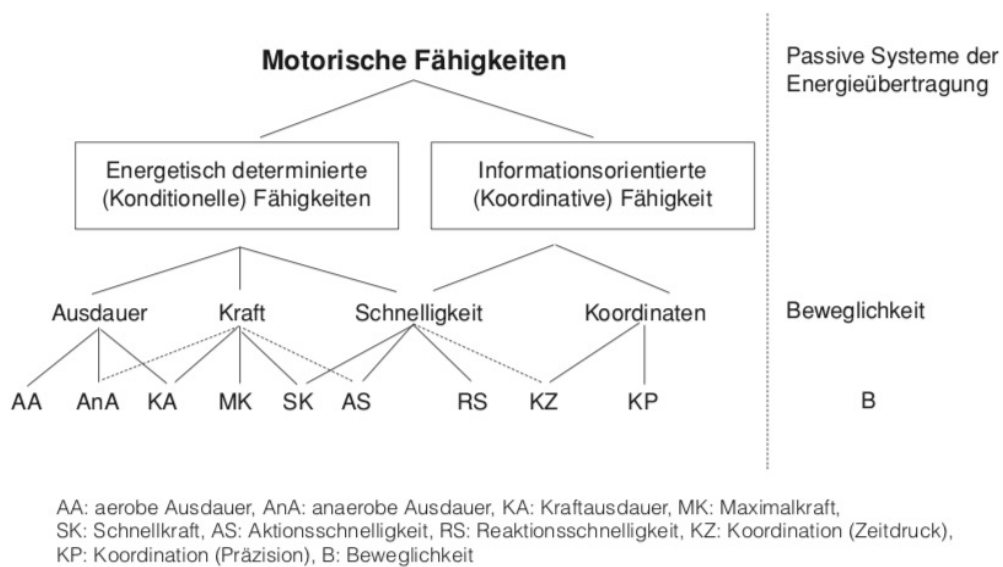 Motorische Fähigkeiten
Passive Systeme der
Energieübertragung
Energetisch determinierte
(Konditionelle) Fähigkeiten
Informationsorientierte
(Koordinative) Fähigkeit
Ausdauer Kraft Schnelligkeit Koordinaten Beweglichkeit
AA AnA KA MK SK AS RS KZ KP B
AA: aerobe Ausdauer, AnA: anaerobe Ausdauer, KA: Kraftausdauer, MK: Maximalkraft,
SK: Schnellkraft, AS: Aktionsschnelligkeit, RS: Reaktionsschnelligkeit, KZ: Koordination (Zeitdruck),
KP: Koordination (Präzision), B: Beweglichkeit